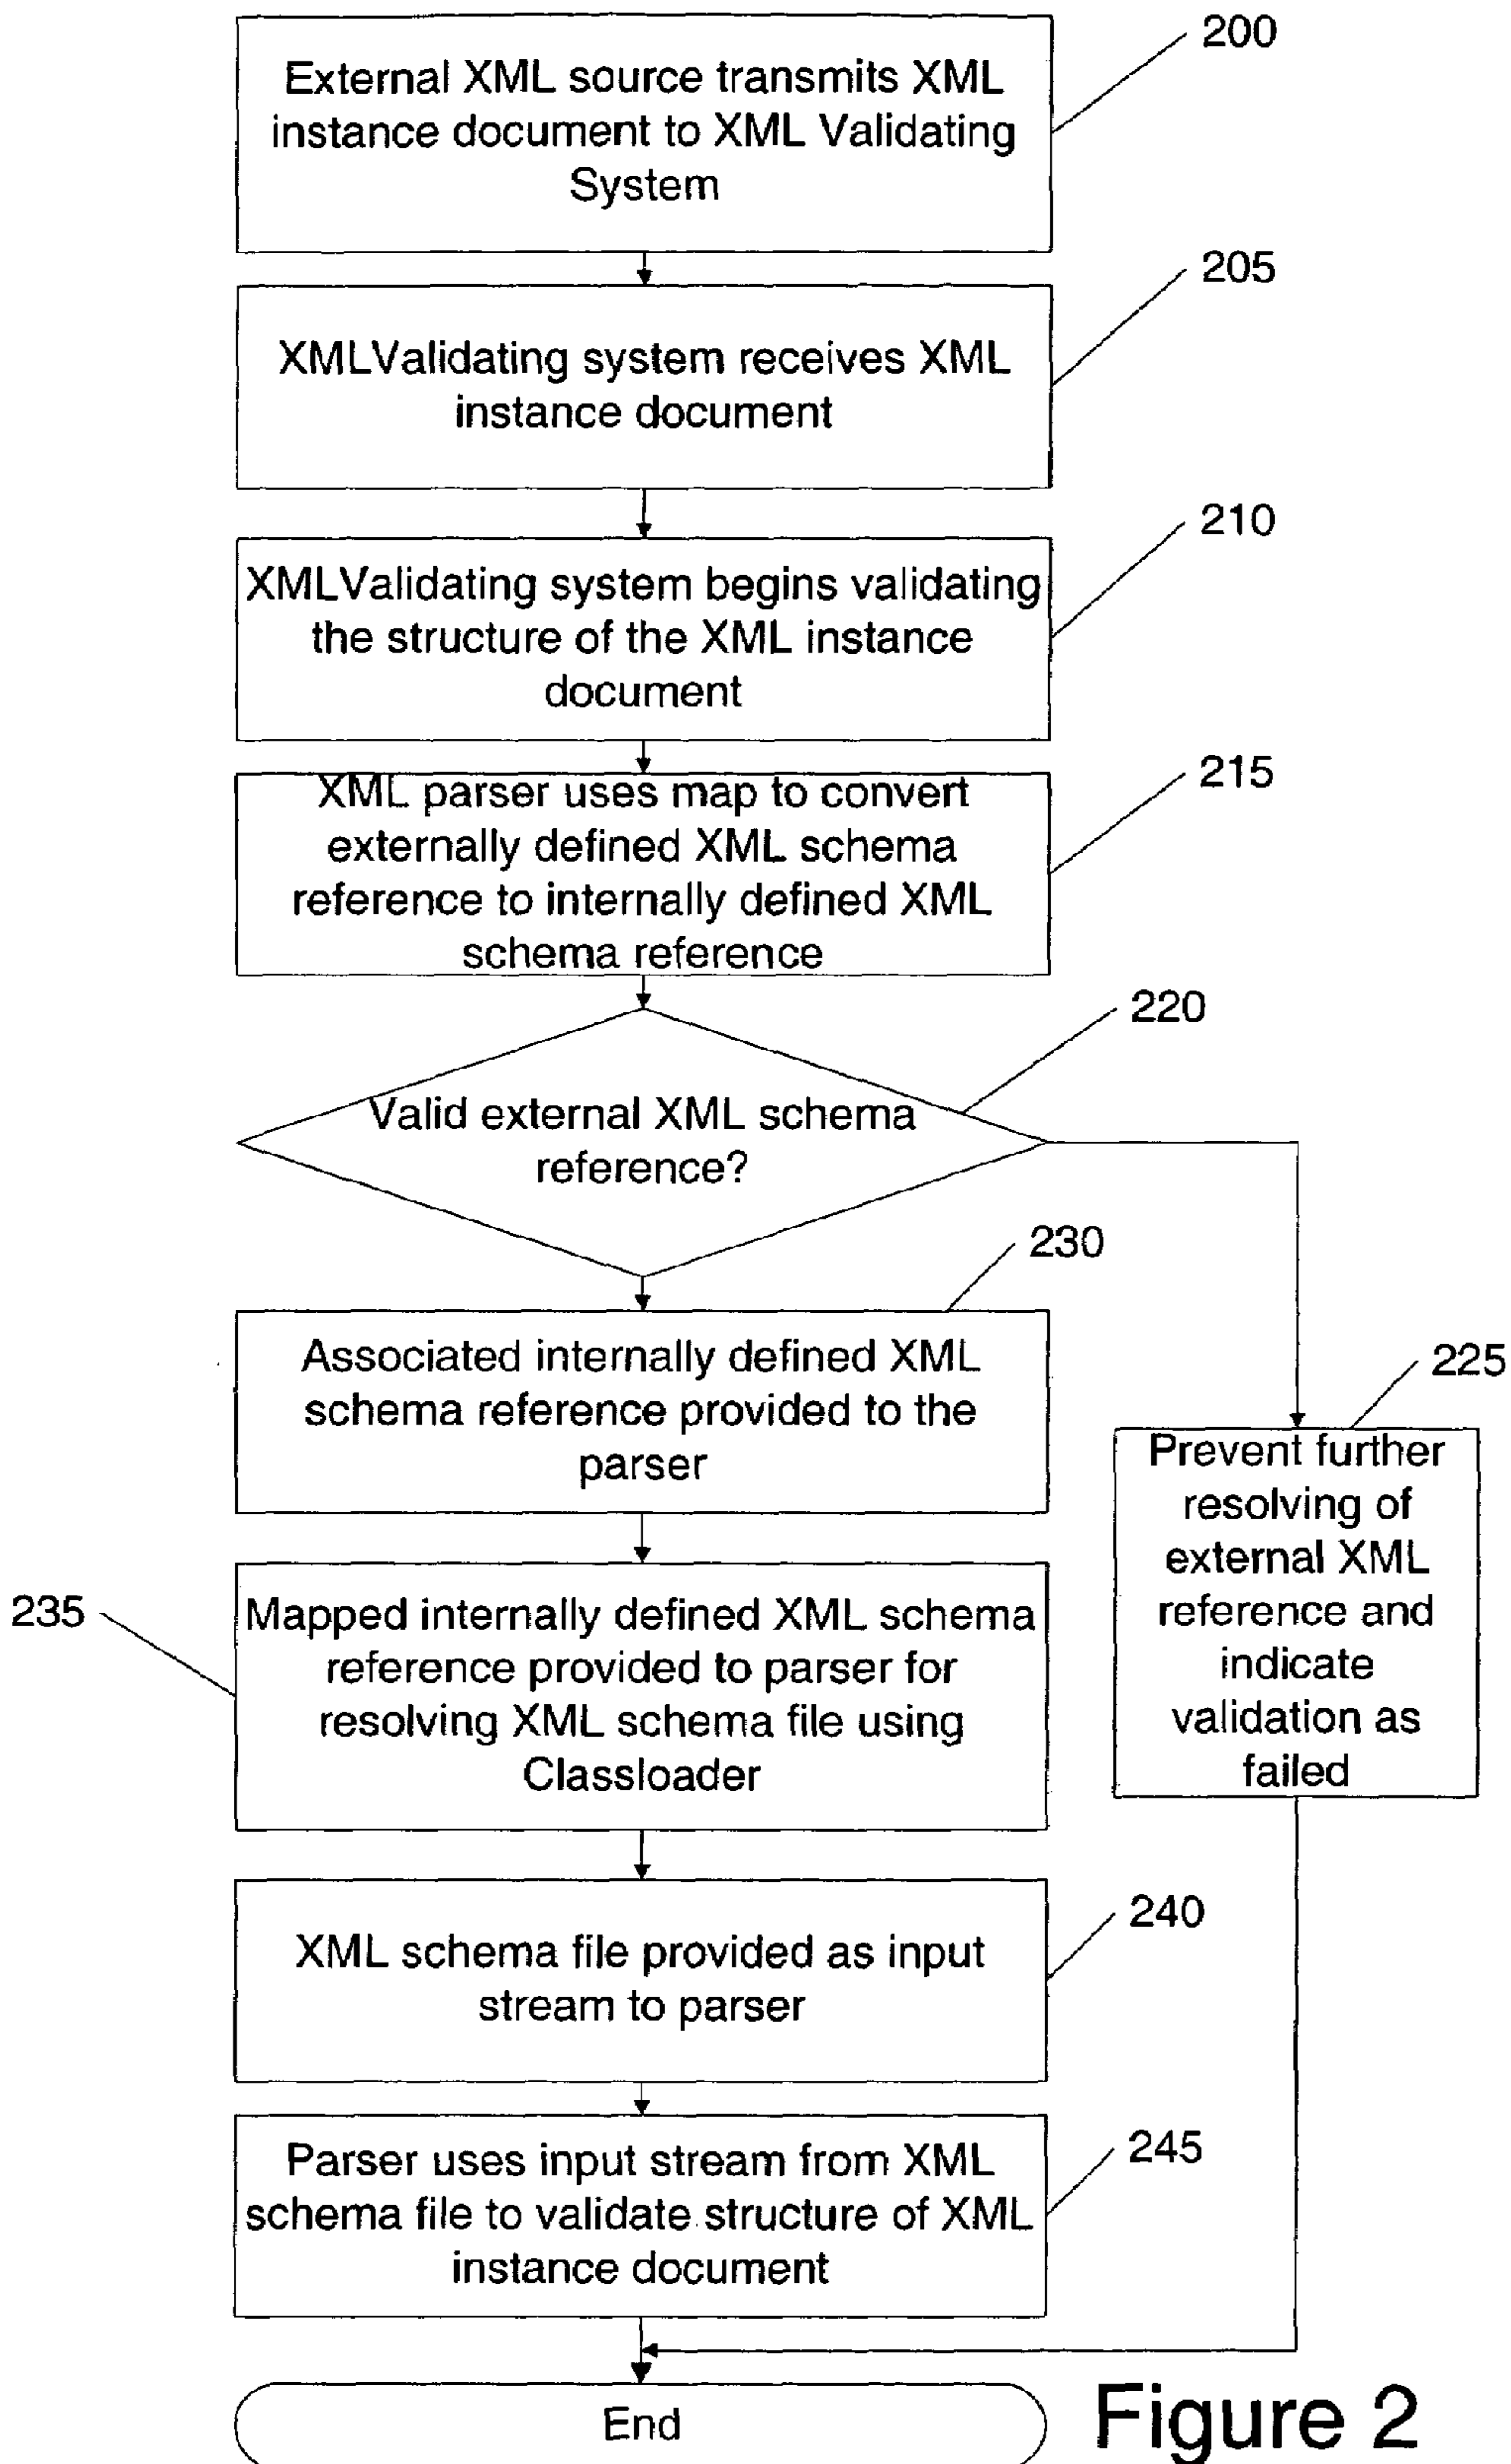 200
External XML source transmits XML
instance document to XML Validating
System
205
XMLValidating system receives XML
instance document
210
XMLValidating system begins validating
the structure of the XML instance
document
215
XML parser uses map to convert
externally defined XML schema
reference to internally defined XML
schema reference
220
Valid external XML schema
reference?
230
Associated internally defined XML
schema reference provided to the
parser
225
Prevent further
resolving of
external XML
reference and
indicate
validation as
failed
235
Mapped internally defined XML schema
reference provided to parser for
resolving XML schema file using
Classloader
240
XML schema file provided as input
stream to parser
245
Parser uses input stream from XML
schema file to validate structure of XML
instance document
End
Figure 2